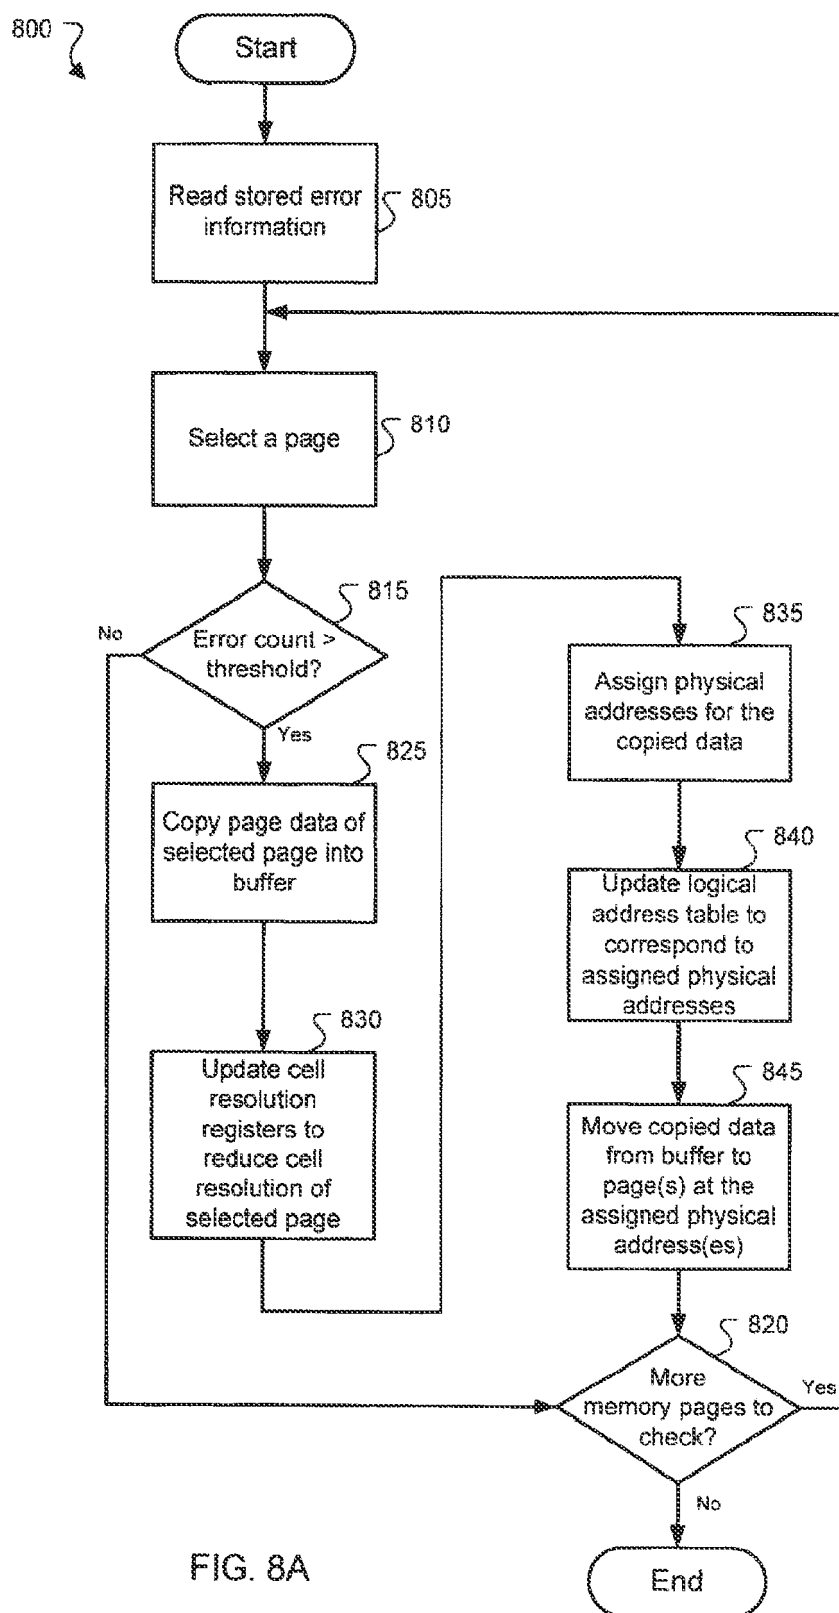 800
Start
Read stored error
information
805
Select a page
810
Error count >
threshold?
815
No
Yes
Copy page data of
selected page into
buffer
825
Update cell
resolution
registers to
reduce cell
resolution of
selected page
830
Assign physical
addresses for the
copied data
835
Update logical
address table to
correspond to
assigned physical
addresses
840
Move copied data
from buffer to
page(s) at the
assigned physical
address(es)
845
More
memory pages to
check?
820
Yes
No
End
FIG. 8A